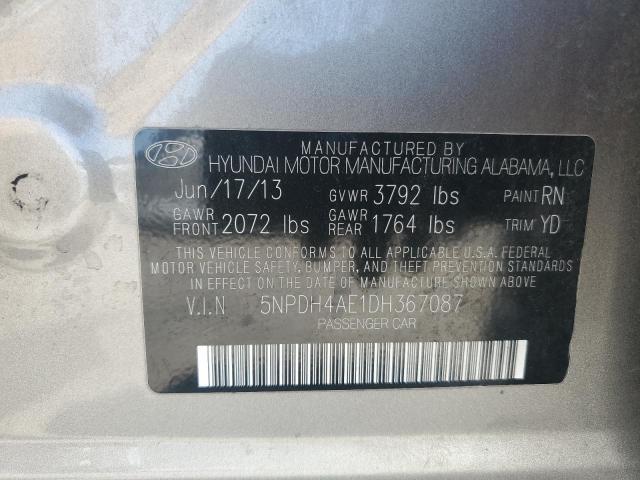 MANUFACTURED BY
HYUNDAI MOTOR MANUFACTURING ALABAMA, LLC
Jun/17/13 GVWR 3792 lbs PAINT RN
GAWR FRONT 2072 lbs GAWR REAR 1764 lbs TRIM YD
THIS VEHICLE CONFORMS TO ALL APPLICABLE U.S.A. FEDERAL
MOTOR VEHICLE SAFETY, BUMPER, AND THEFT PREVENTION STANDARDS
IN EFFECT ON THE DATE OF MANUFACTURE SHOWN ABOVE
V.I.N 5NPDH4AE1DH367087
PASSENGER CAR